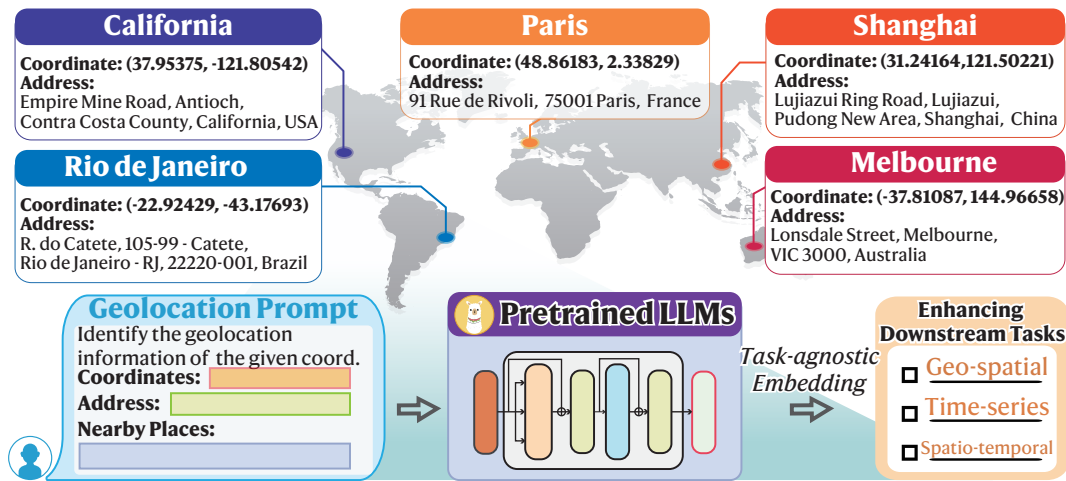 California
Coordinate: (37.95375, -121.80542)
Address:
Empire Mine Road, Antioch,
Contra Costa County, California, USA
Paris
Coordinate: (48.86183, 2.33829)
Address:
91 Rue de Rivoli, 75001 Paris, France
Shanghai
Coordinate: (31.24164,121.50221)
Address:
Lujiazui Ring Road, Lujiazui,
Pudong New Area, Shanghai, China
Rio de Janeiro
Coordinate: (-22.92429, -43.17693)
Address:
R. do Catete, 105-99 - Catete,
Rio de Janeiro - RJ, 22220-001, Brazil
Melbourne
Coordinate: (-37.81087, 144.96658)
Address:
Lonsdale Street, Melbourne,
VIC 3000, Australia
Geolocation Prompt
Identify the geolocation
information of the given coord.
Coordinates:
Address:
Nearby Places:
Pretrained LLMs
Task-agnostic
Embedding
Enhancing
Downstream Tasks
Geo-spatial
Time-series
Spatio-temporal